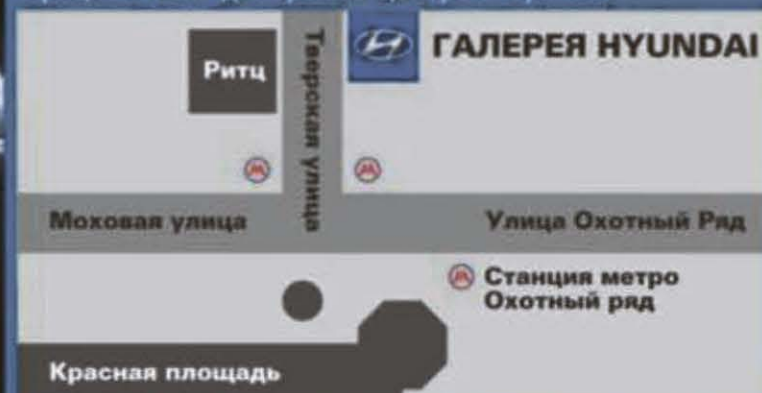 Ритц
Тверская улица
ГАЛЕРЕЯ HYUNDAI
Моховая улица
Улица Охотный Ряд
Станция метро
Охотный ряд
Красная площадь